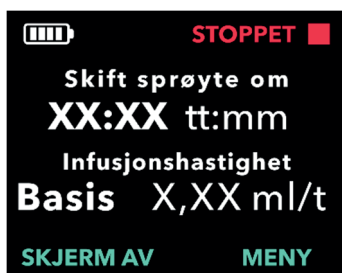 STOPPET
Skift sprøyte om
XX:XX tt:mm
Infusjonshastighet
Basis X,XX ml/t
SKJERM AV MENY